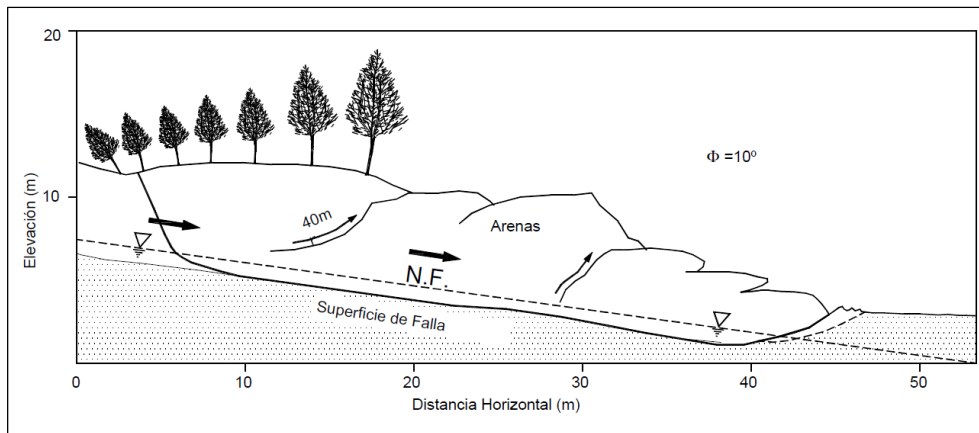 20
10
Elevación (m)
Φ =10º
40m
Arenas
N.F.
Superficie de Falla
0
10
20
30
40
50
Distancia Horizontal (m)